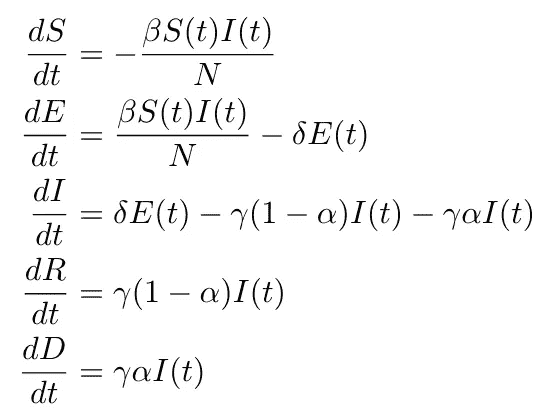 dS/dt = −βS(t)I(t)/N
dE/dt = βS(t)I(t)/N − δE(t)
dI/dt = δE(t) − γ(1 − α)I(t) − γαI(t)
dR/dt = γ(1 − α)I(t)
dD/dt = γαI(t)